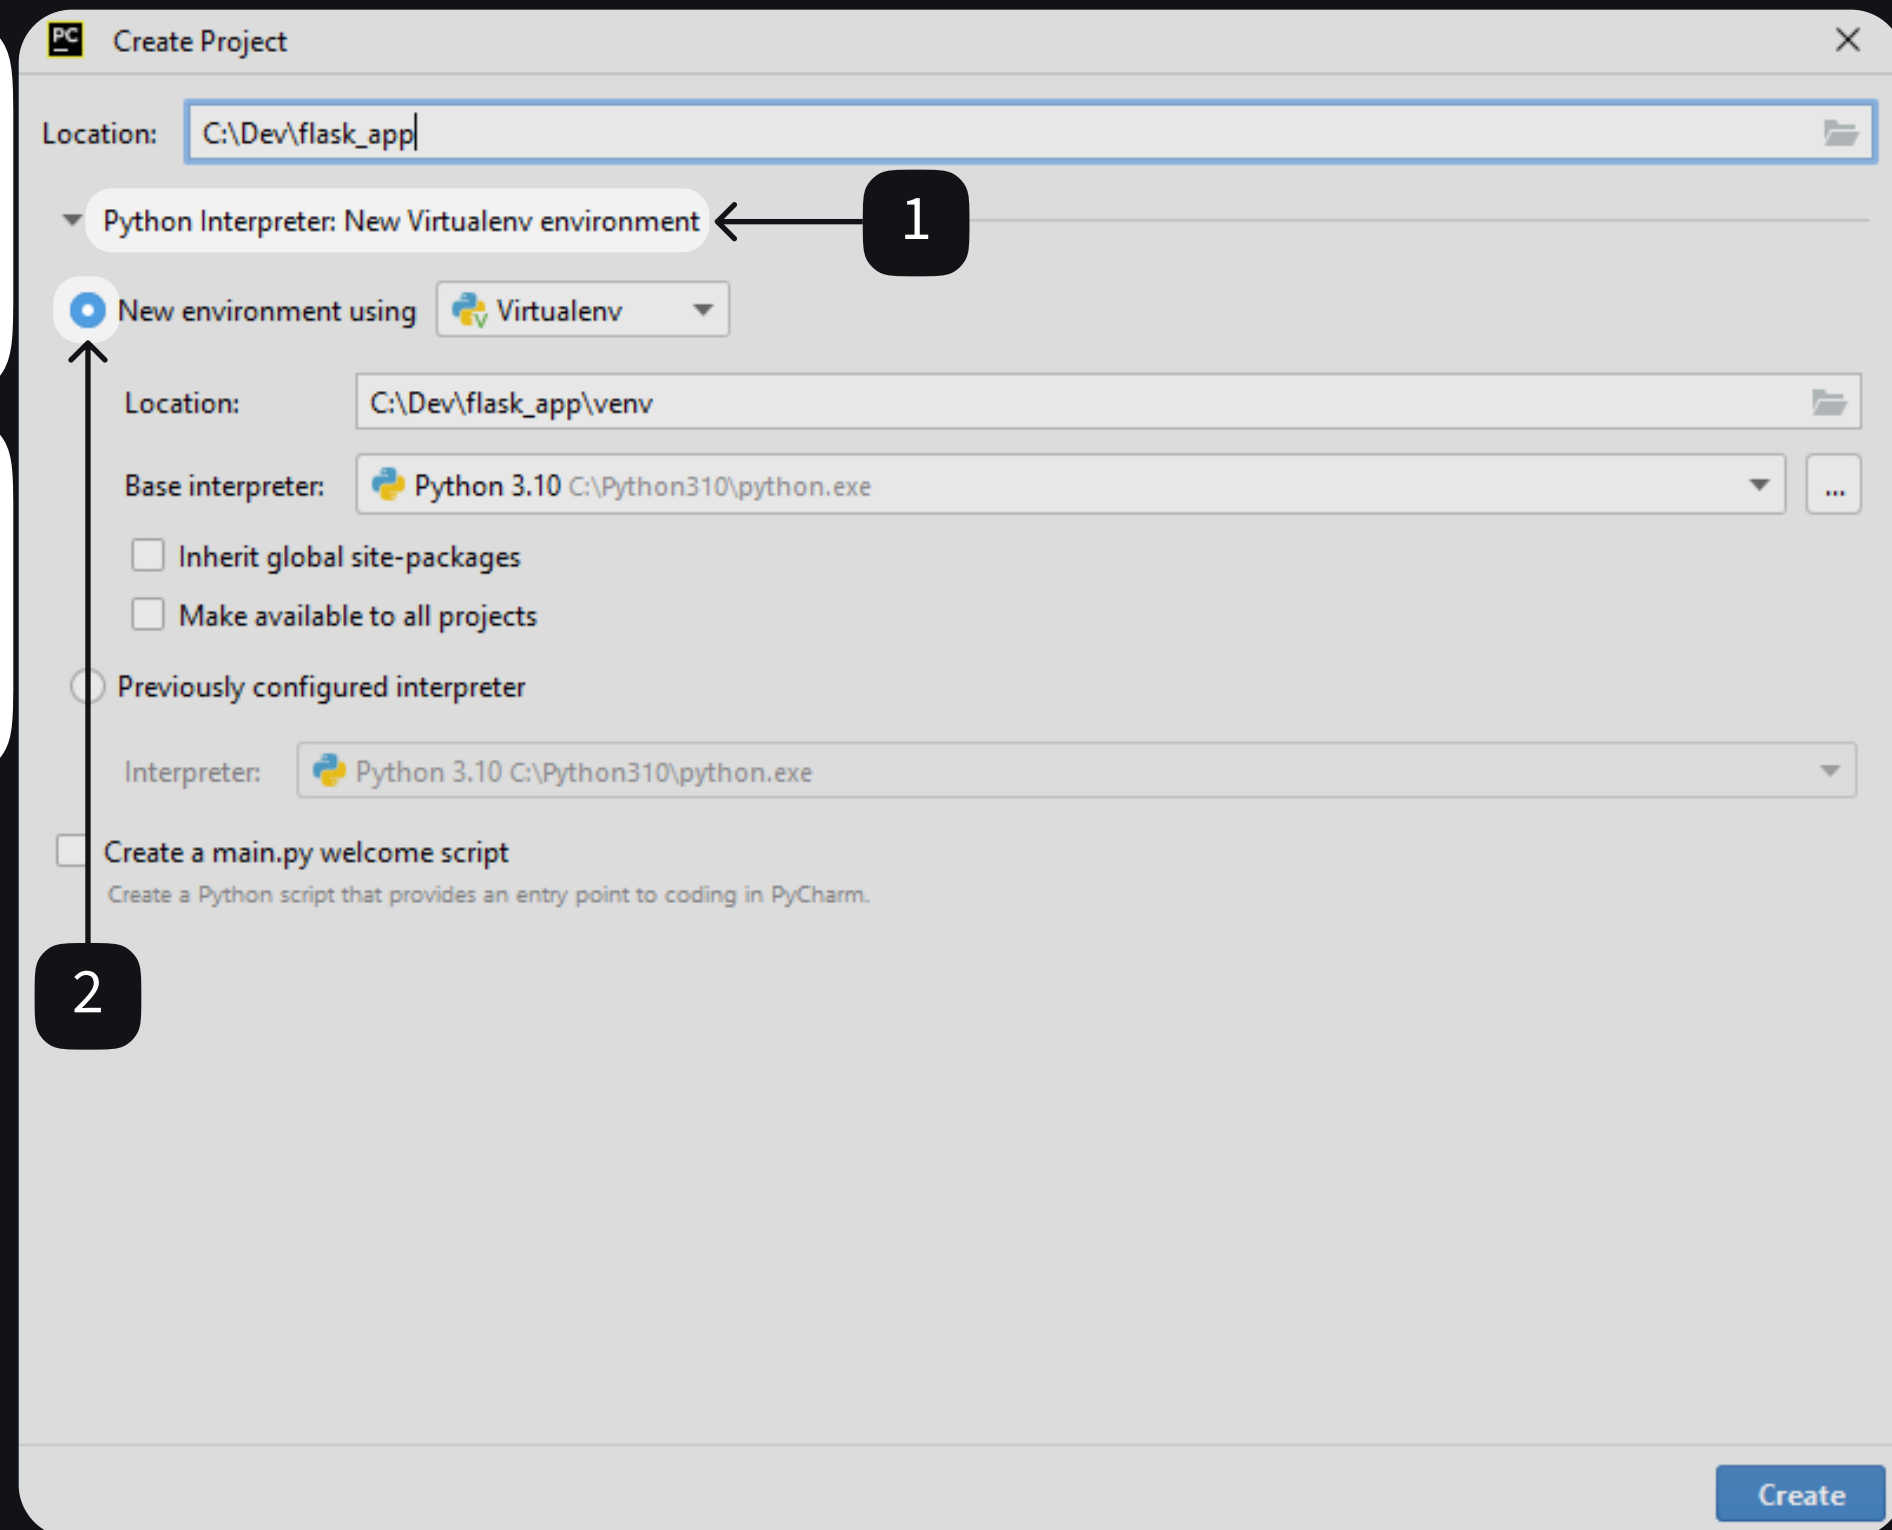 PC Create Project
Location: C:\Dev\flask_app
Python Interpreter: New Virtualenv environment
1
New environment using Virtualenv
Location: C:\Dev\flask_app\venv
Base interpreter: Python 3.10 C:\Python310\python.exe ...
Inherit global site-packages
Make available to all projects
Previously configured interpreter
Interpreter: Python 3.10 C:\Python310\python.exe
Create a main.py welcome script
Create a Python script that provides an entry point to coding in PyCharm.
2
Create